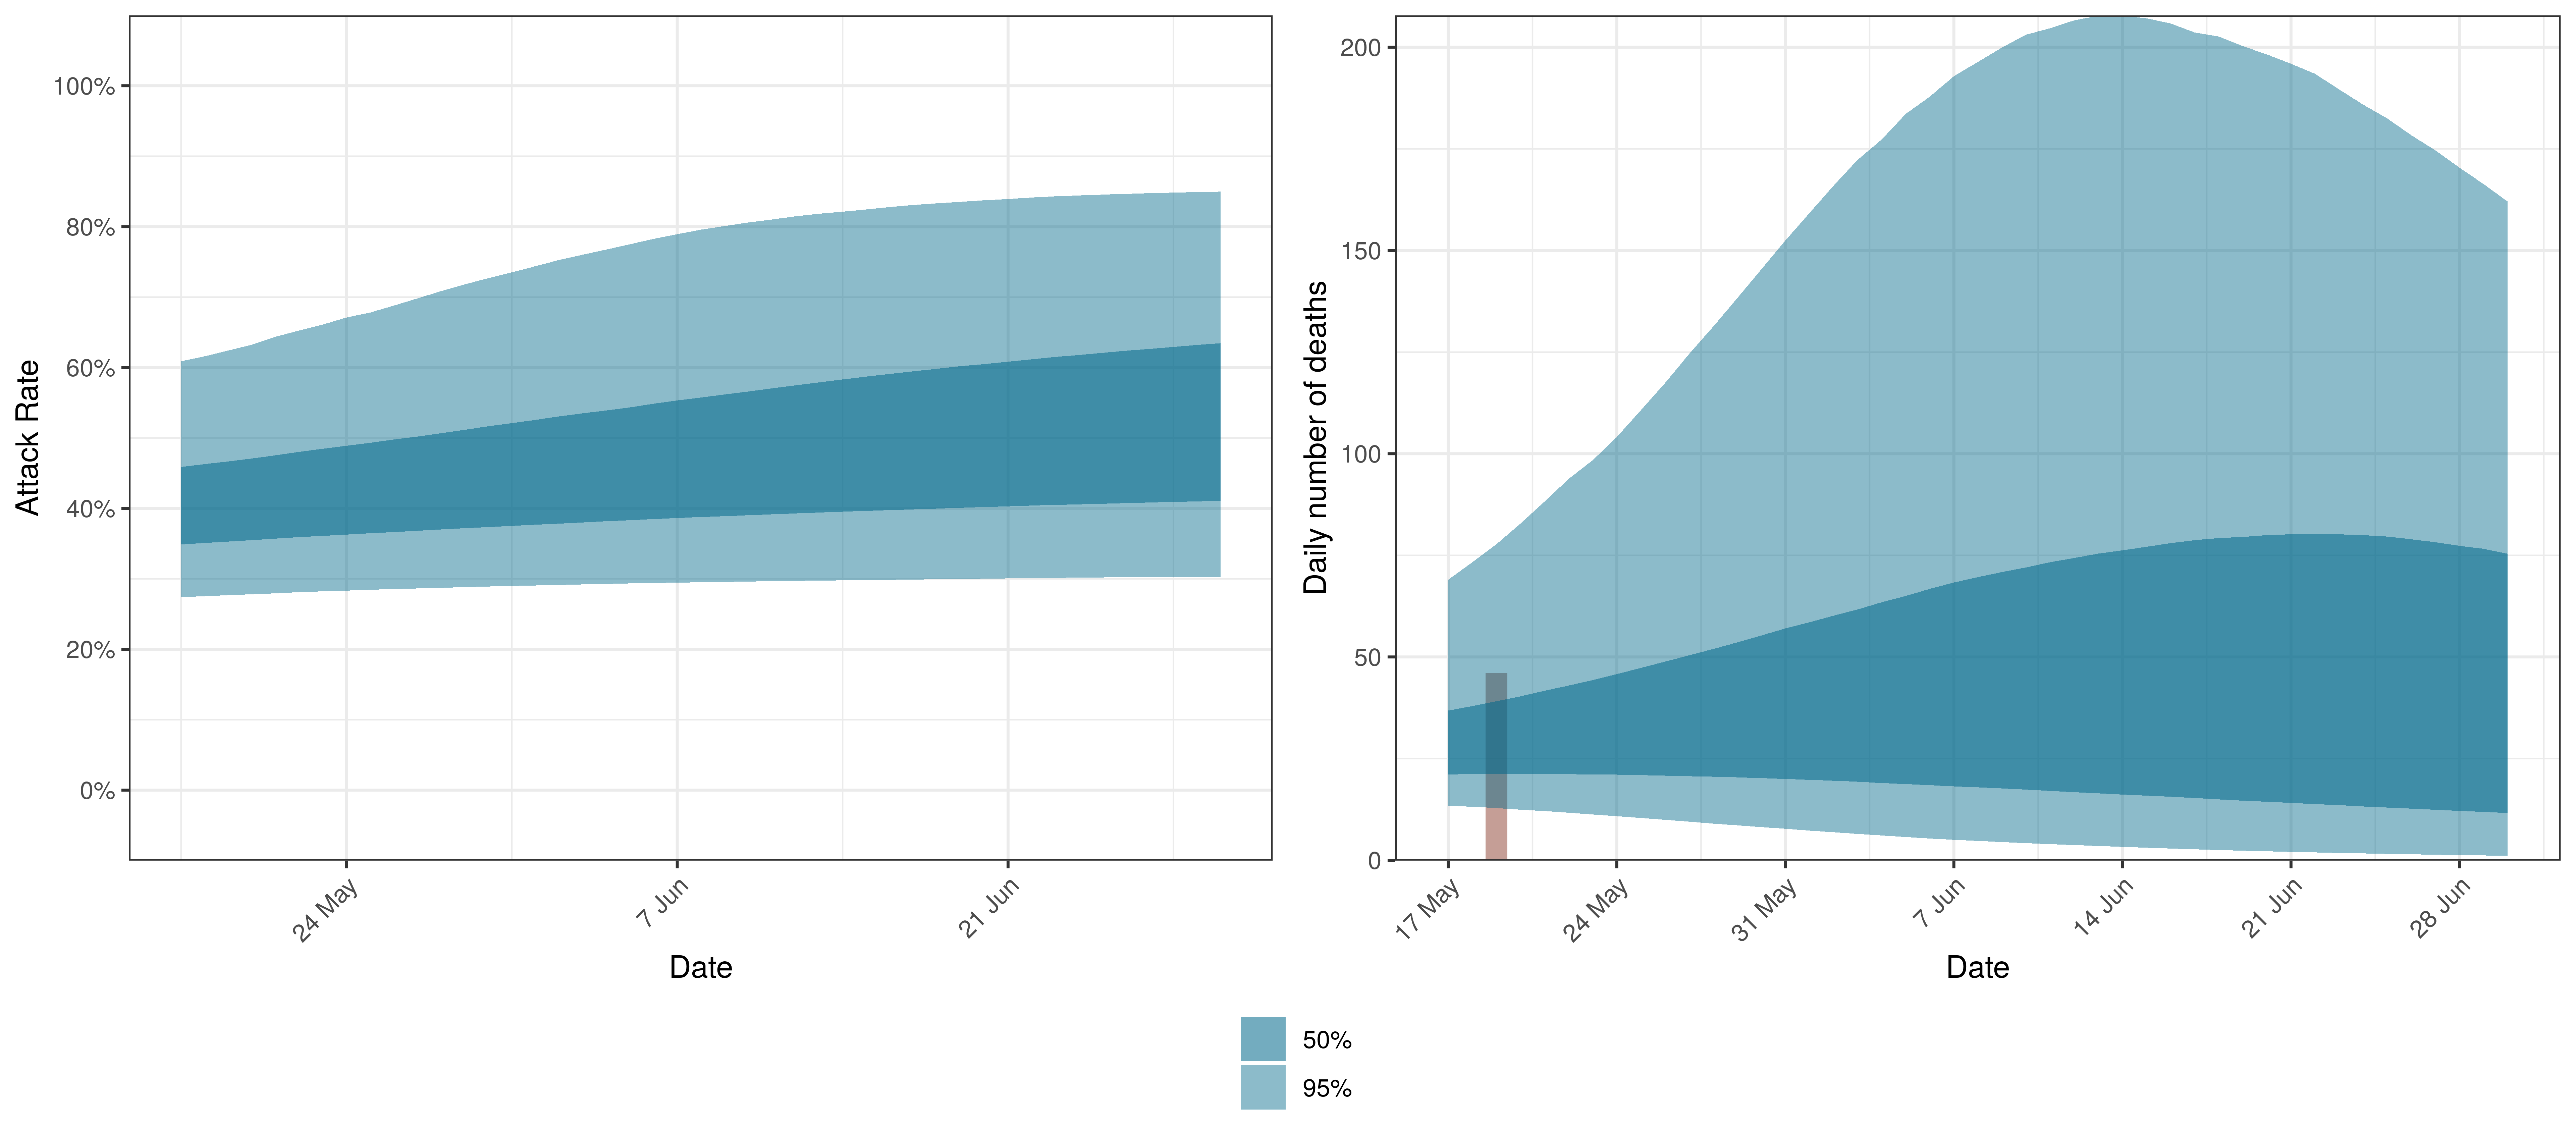 Attack Rate
100%
80%
60%
40%
20%
0%
24 May
7 Jun
21 Jun
Date
Daily number of deaths
200
150
100
50
0
17 May
24 May
31 May
7 Jun
14 Jun
21 Jun
28 Jun
Date
50%
95%